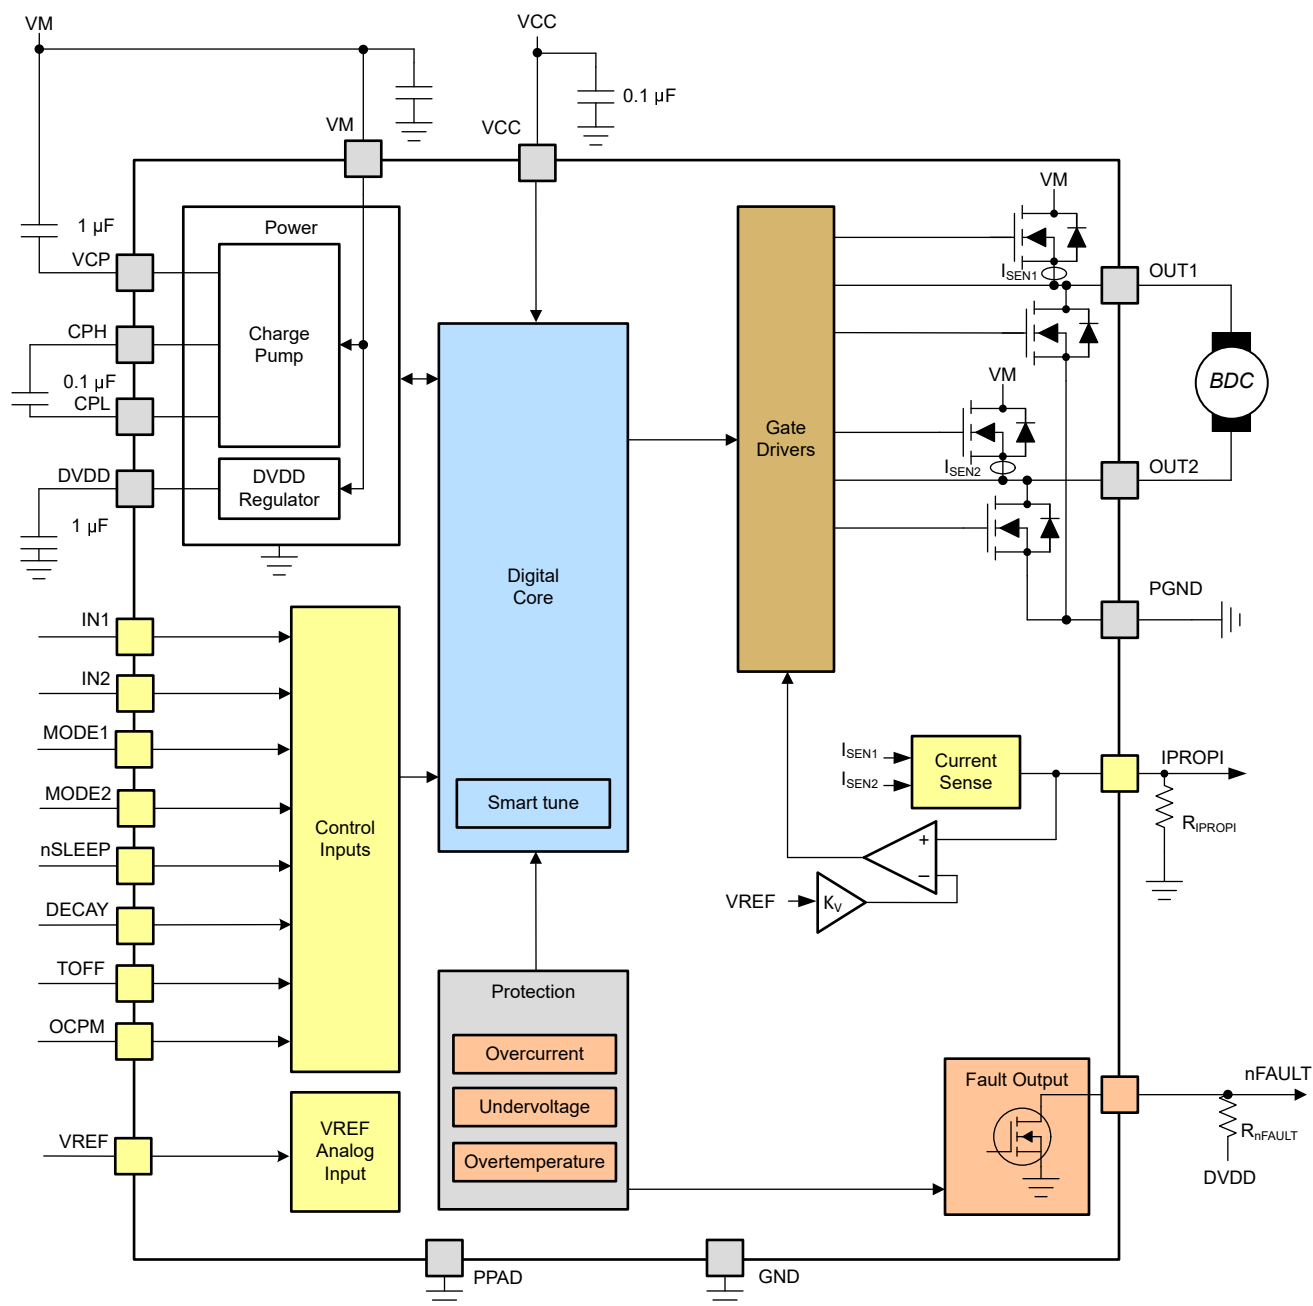 VM
VCC
0.1 µF
VM
VCC
Power
1 µF
VCP
CPH
Charge
Pump
0.1 µF
CPL
DVDD
DVDD
Regulator
1 µF
IN1
IN2
MODE1
MODE2
nSLEEP
DECAY
TOFF
OCPM
VREF
Control
Inputs
VREF
Analog
Input
Digital
Core
Smart tune
Protection
Overcurrent
Undervoltage
Overtemperature
Gate
Drivers
VM
ISEN1
OUT1
VM
ISEN2
BDC
OUT2
PGND
ISEN1
ISEN2
Current
Sense
IPROPI
RIPROPI
+
−
VREF
KV
Fault Output
nFAULT
RnFAULT
DVDD
PPAD
GND